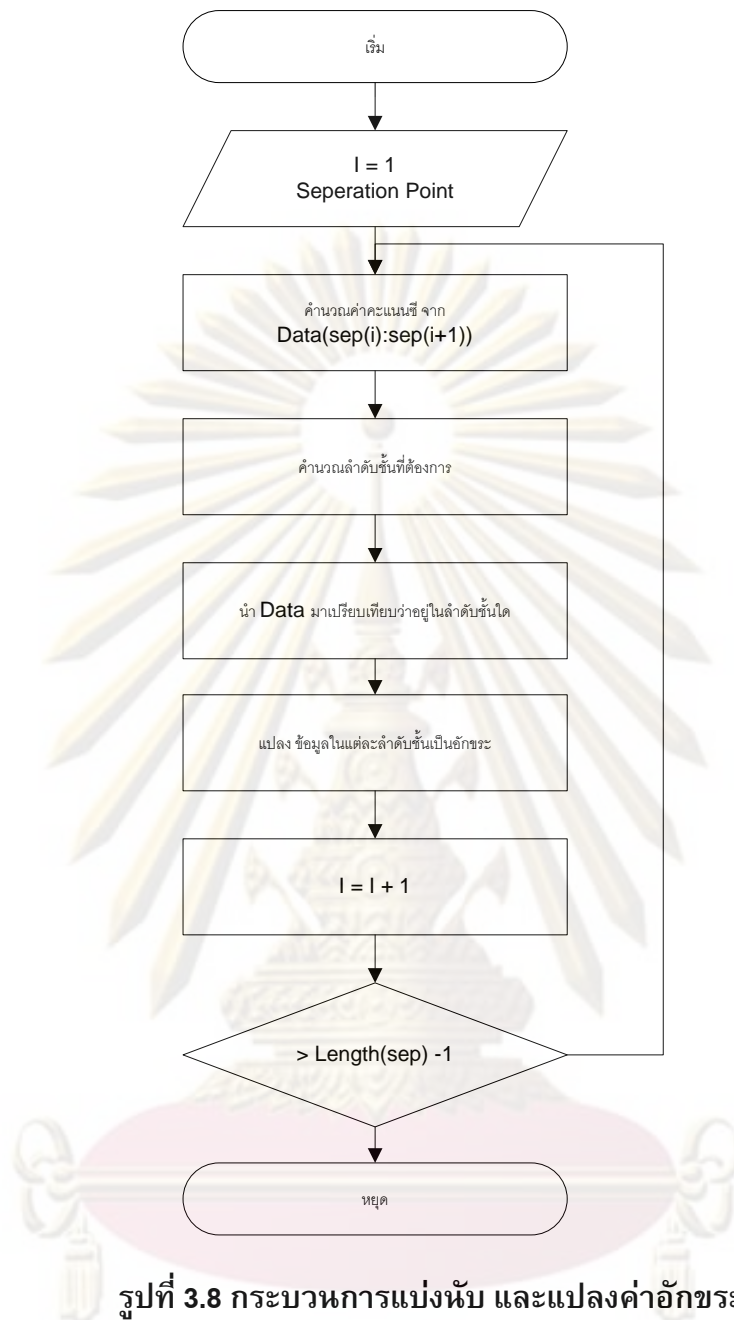 เริ่ม
I = 1
Seperation Point
คำนวณค่าคะแนนซี จาก
Data(sep(i):sep(i+1))
คำนวณลำดับชั้นที่ต้องการ
นำ Data มาเปรียบเทียบว่าอยู่ในลำดับชั้นใด
แปลง ข้อมูลในแต่ละลำดับชั้นเป็นอักขระ
I = I + 1
> Length(sep) -1
หยุด
รูปที่ 3.8 กระบวนการแบ่งนับ และแปลงค่าอักขระ